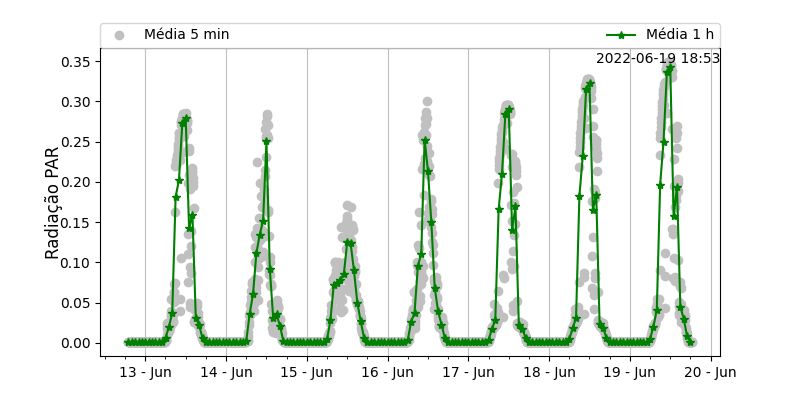 Média 5 min
Média 1 h
2022-06-19 18:53
Radiação PAR
0.35
0.30
0.25
0.20
0.15
0.10
0.05
0.00
13 - Jun
14 - Jun
15 - Jun
16 - Jun
17 - Jun
18 - Jun
19 - Jun
20 - Jun